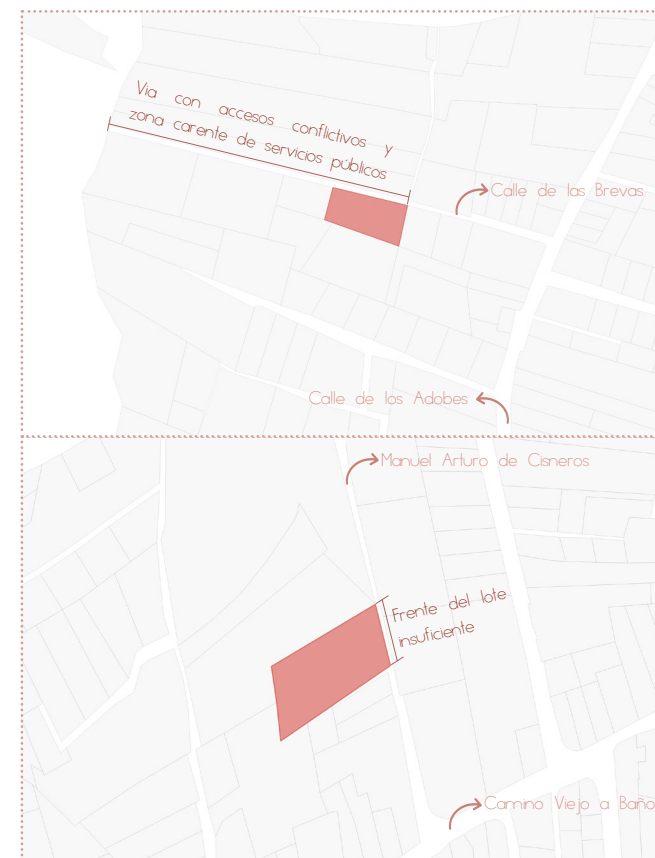 Via con accesos conflictivos y
zona carente de servicios públicos
Calle de las Brevas
Calle de los Adobes
Manuel Arturo de Cisneros
Frente del lote
insuficiente
Camino Viejo a Baño